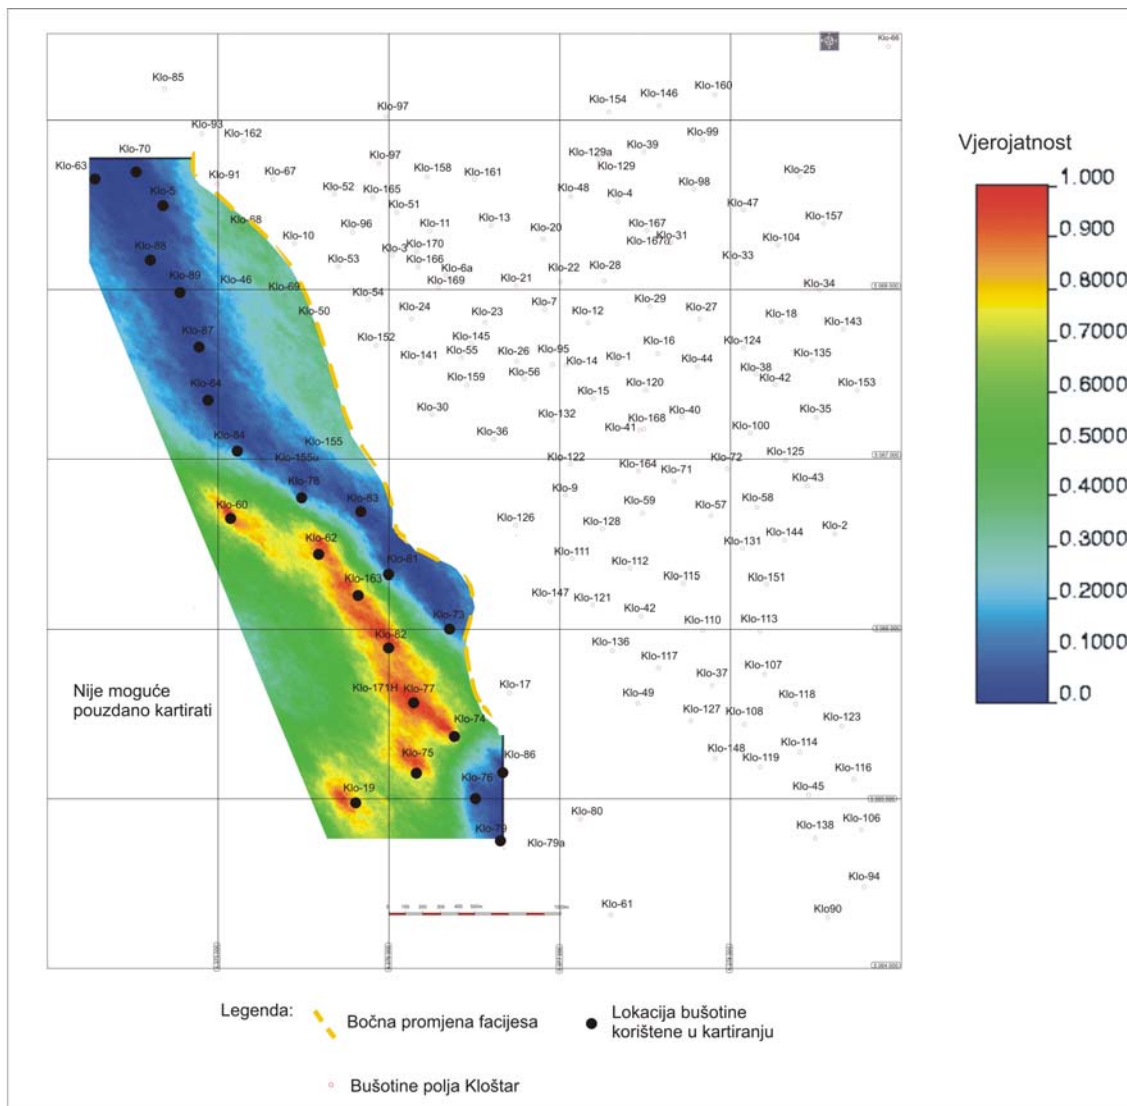 Klo-66
Klo-85
Klo-160
Klo-146
Klo-154
Klo-97
Klo-93
Klo-162
Klo-99
Klo-70
Klo-39
Klo-129a
Klo-97
Klo-63
Klo-91
Klo-67
Klo-158
Klo-161
Klo-129
Klo-25
Klo-5
Klo-52
Klo-165
Klo-48
Klo-4
Klo-98
Klo-51
Klo-47
Klo-157
Klo-68
Klo-96
Klo-11
Klo-13
Klo-20
Klo-167
Klo-10
Klo-3
Klo-170
Klo-167α
Klo-31
Klo-104
Klo-88
Klo-53
Klo-166
Klo-6a
Klo-22
Klo-28
Klo-33
Klo-89
Klo-46
Klo-69
Klo-169
Klo-21
Klo-34
Klo-54
Klo-50
Klo-24
Klo-23
Klo-7
Klo-12
Klo-29
Klo-27
Klo-18
Klo-143
Klo-87
Klo-152
Klo-145
Klo-141
Klo-55
Klo-26
Klo-95
Klo-14
Klo-1
Klo-16
Klo-44
Klo-124
Klo-135
Klo-159
Klo-56
Klo-38
Klo-42
Klo-64
Klo-15
Klo-120
Klo-153
Klo-30
Klo-132
Klo-168
Klo-40
Klo-35
Klo-84
Klo-155
Klo-36
Klo-41
Klo-100
Klo-155α
Klo-122
Klo-164
Klo-71
Klo-72
Klo-125
Klo-78
Klo-83
Klo-9
Klo-43
Klo-60
Klo-126
Klo-128
Klo-59
Klo-57
Klo-58
Klo-2
Klo-62
Klo-111
Klo-131
Klo-144
Klo-81
Klo-163
Klo-112
Klo-115
Klo-151
Klo-147
Klo-121
Klo-73
Klo-42
Klo-110
Klo-113
Klo-82
Klo-136
Klo-117
Klo-107
Nije moguće
pouzdano kartirati
Klo-171H
Klo-77
Klo-17
Klo-49
Klo-37
Klo-118
Klo-74
Klo-127
Klo-108
Klo-123
Klo-75
Klo-86
Klo-148
Klo-119
Klo-114
Klo-19
Klo-76
Klo-116
Klo-45
Klo-79
Klo-79a
Klo-80
Klo-138
Klo-106
Klo-94
Klo-61
Klo90
Vjerojatnost
1.000
0.900
0.8000
0.7000
0.6000
0.5000
0.4000
0.3000
0.2000
0.1000
0.0
Legenda:
Bočna promjena facijesa
Lokacija bušotine
korištene u kartiranju
Bušotine polja Kloštar